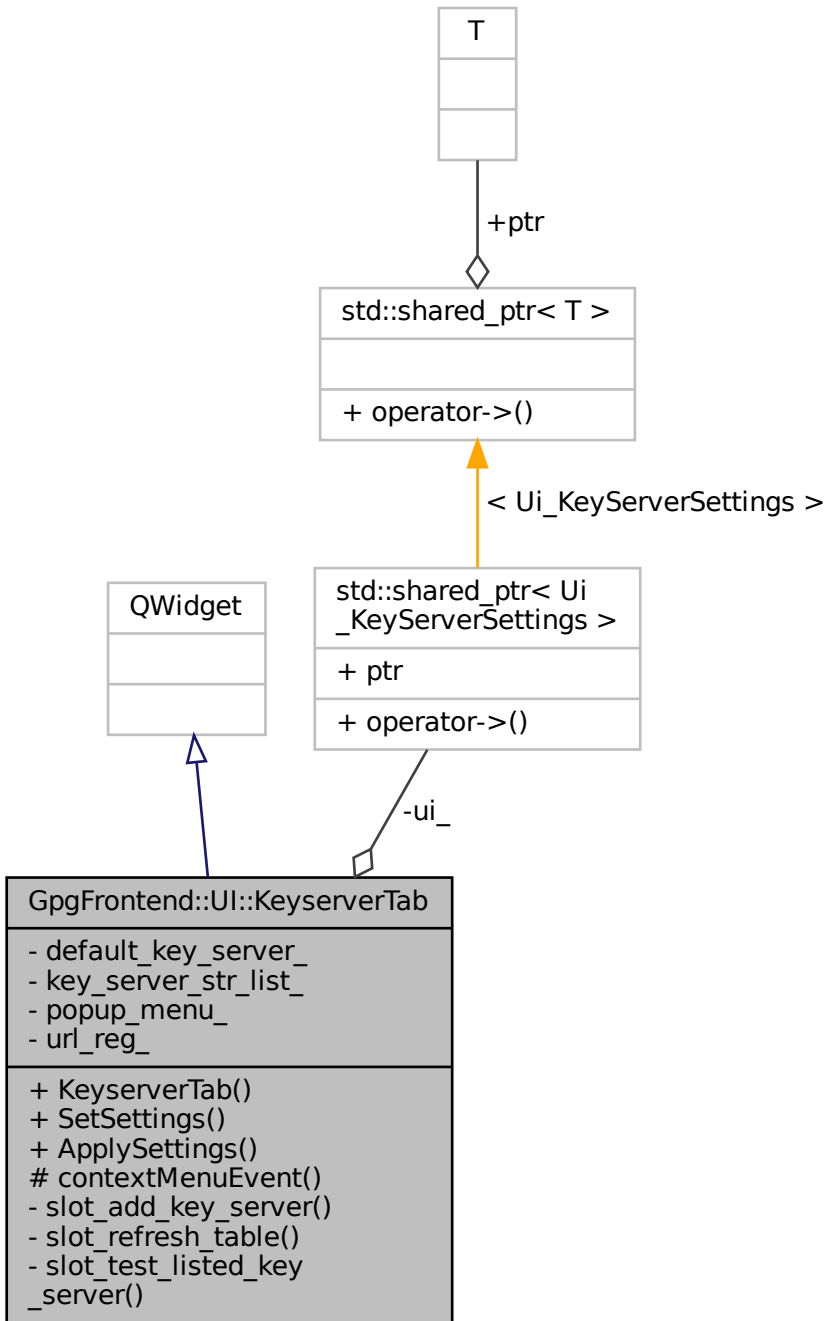 T
+ptr
std::shared_ptr< T >
+ operator->()
< Ui_KeyServerSettings >
QWidget
std::shared_ptr< Ui
_KeyServerSettings >
+ ptr
+ operator->()
-ui_
GpgFrontend::UI::KeyserverTab
- default_key_server_
- key_server_str_list_
- popup_menu_
- url_reg_
+ KeyserverTab()
+ SetSettings()
+ ApplySettings()
# contextMenuEvent()
- slot_add_key_server()
- slot_refresh_table()
- slot_test_listed_key
_server()